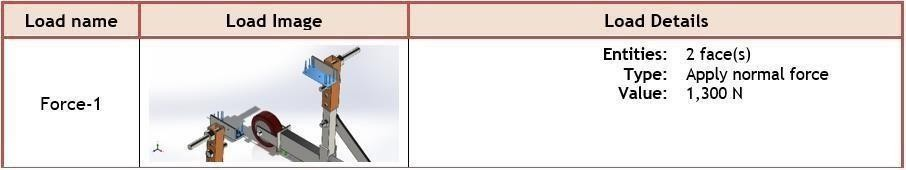 Load name Load Image Load Details
Force-1
Entities: 2 face(s)
Type: Apply normal force
Value: 1,300 N